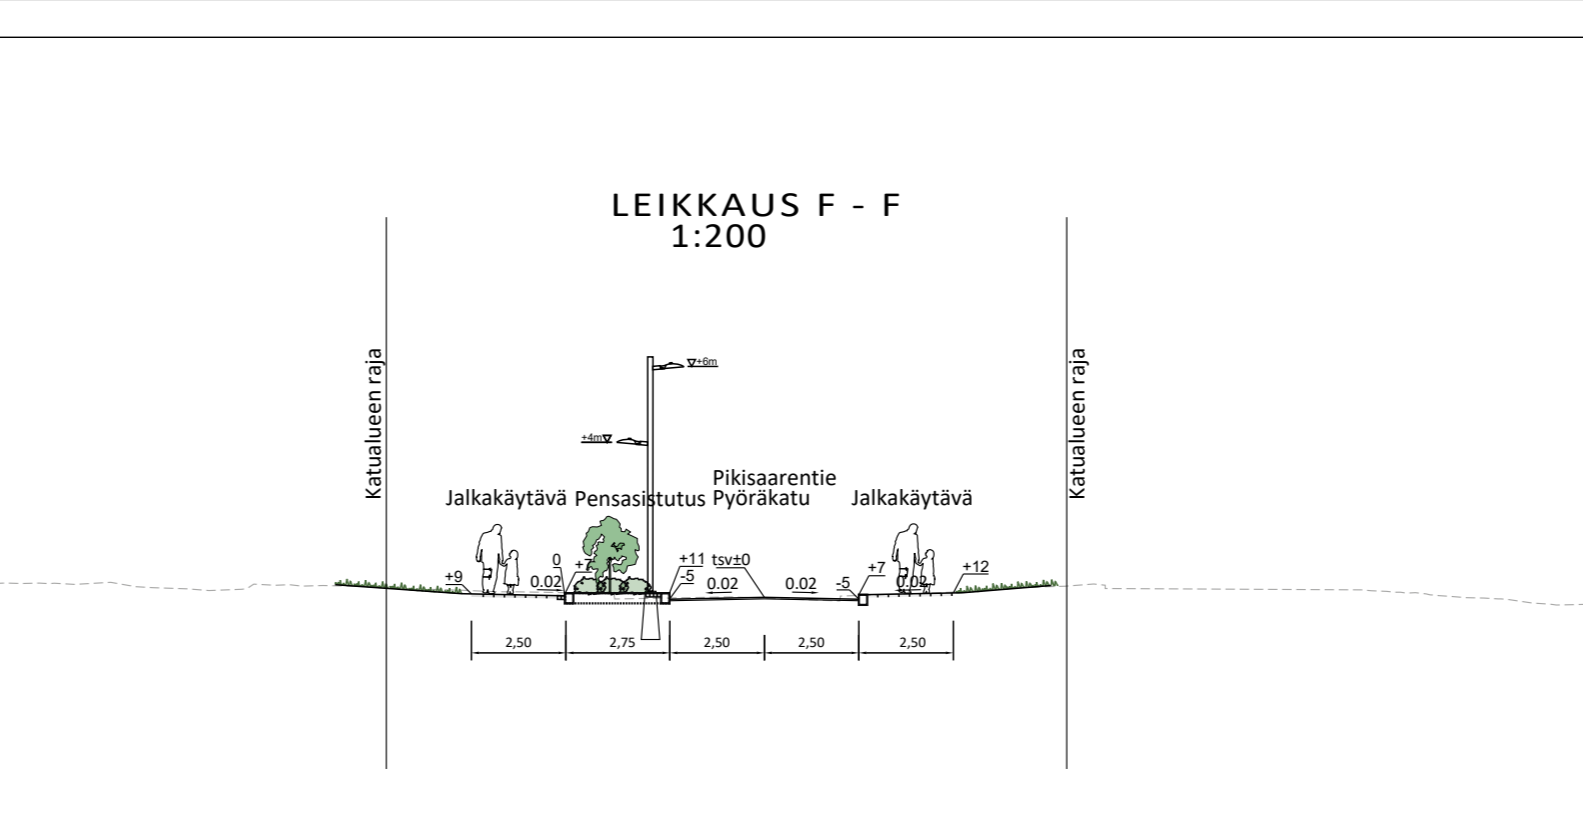 LEIKKAUS F - F
1:200
Katualueen raja
Katualueen raja
+6m
+4m
Pikisaarentie
Jalkakäytävä Pensasistutus Pyöräkatu Jalkakäytävä
0 +11 tsv±0
+9 0.02 +7 -5 0.02 0.02 -5 +7 0.02 +12
2,50 2,75 2,50 2,50 2,50